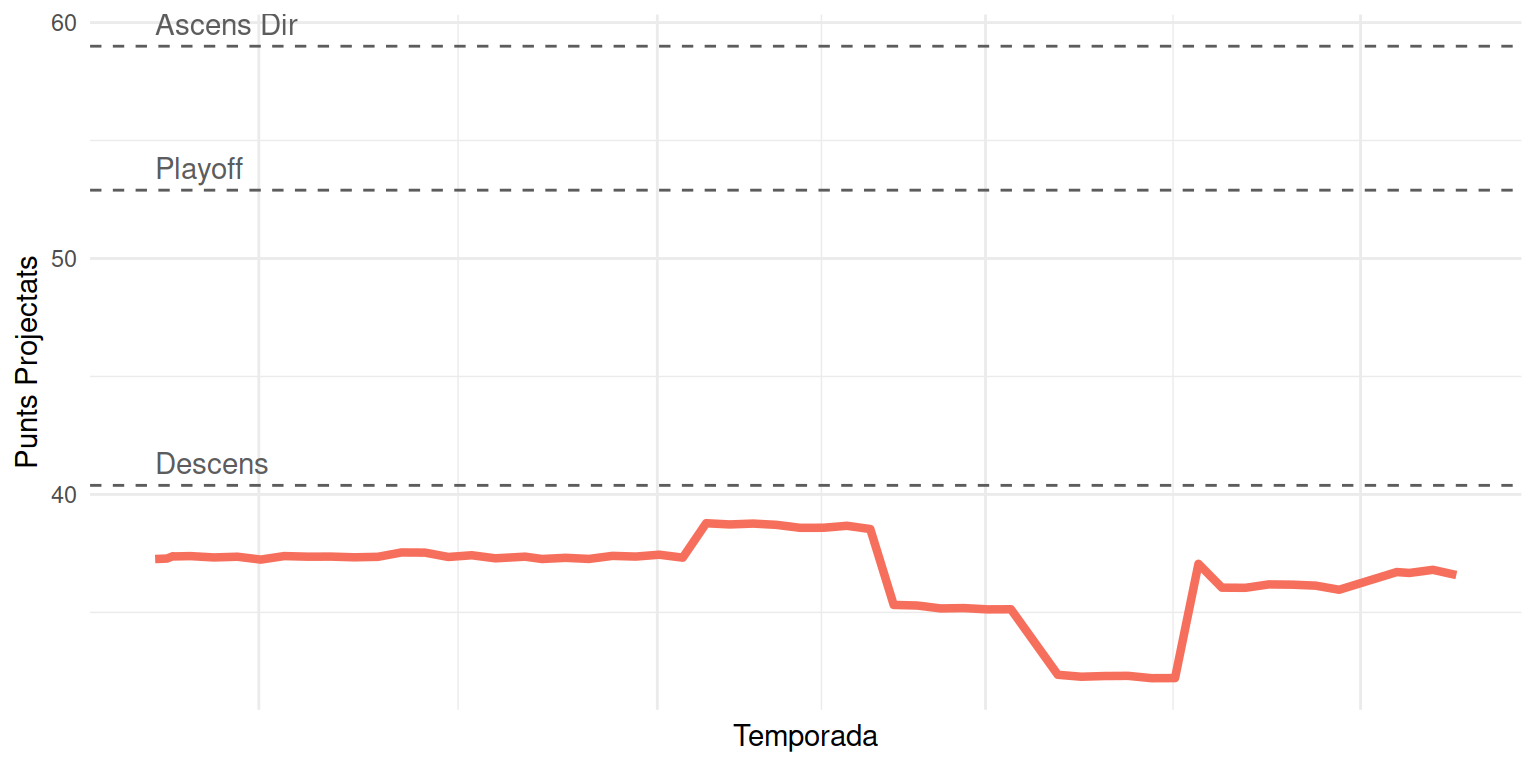 60
Ascens Dir
Playoff
50
Punts Projectats
Descens
40
Temporada